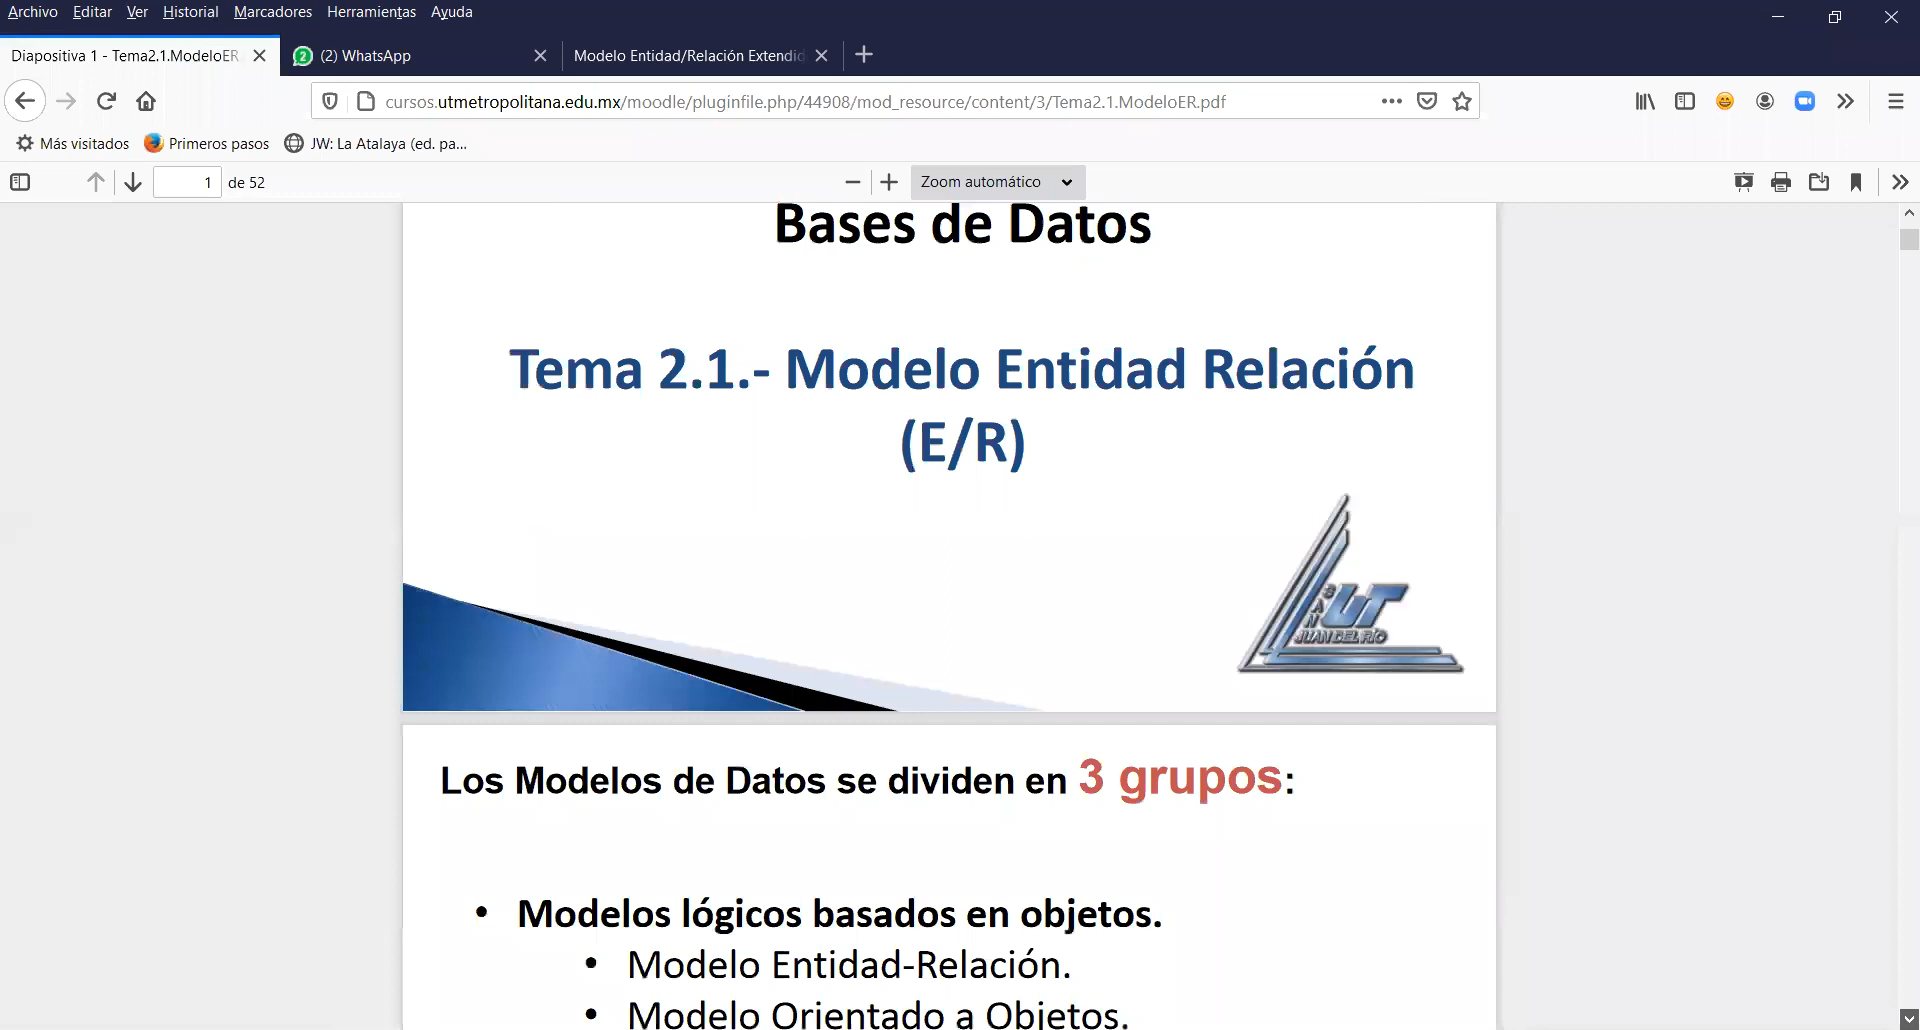 Archivo Editar Ver Historial Marcadores Herramientas Ayuda
Diapositiva 1 - Tema2.1.ModeloER (2) WhatsApp Modelo Entidad/Relación Extendid
cursos.utmetropolitana.edu.mx/moodle/pluginfile.php/44908/mod_resource/content/3/Tema2.1.ModeloER.pdf
Más visitados Primeros pasos JW: La Atalaya (ed. pa...
1 de 52 Zoom automático
Bases de Datos
Tema 2.1.- Modelo Entidad Relación
(E/R)
SAN UT
JUAN DEL RÍO
Los Modelos de Datos se dividen en 3 grupos:
• Modelos lógicos basados en objetos.
• Modelo Entidad-Relación.
• Modelo Orientado a Objetos.